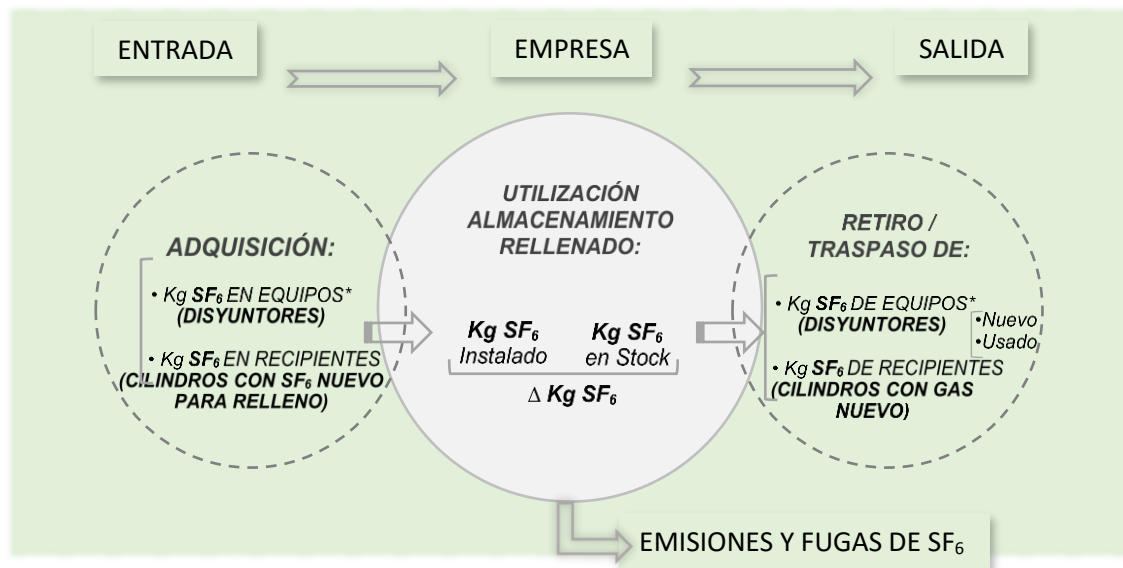 ENTRADA
EMPRESA
SALIDA
ADQUISICIÓN:
• Kg SF₆ EN EQUIPOS*
(DISYUNTORES)
• Kg SF₆ EN RECIPIENTES
(CILINDROS CON SF₆ NUEVO
PARA RELLENO)
UTILIZACIÓN
ALMACENAMIENTO
RELLENADO:
Kg SF₆
Instalado
Kg SF₆
en Stock
Δ Kg SF₆
RETIRO /
TRASPASO DE:
• Kg SF₆ DE EQUIPOS*
(DISYUNTORES)
•Nuevo
•Usado
• Kg SF₆ DE RECIPIENTES
(CILINDROS CON GAS
NUEVO)
EMISIONES Y FUGAS DE SF₆